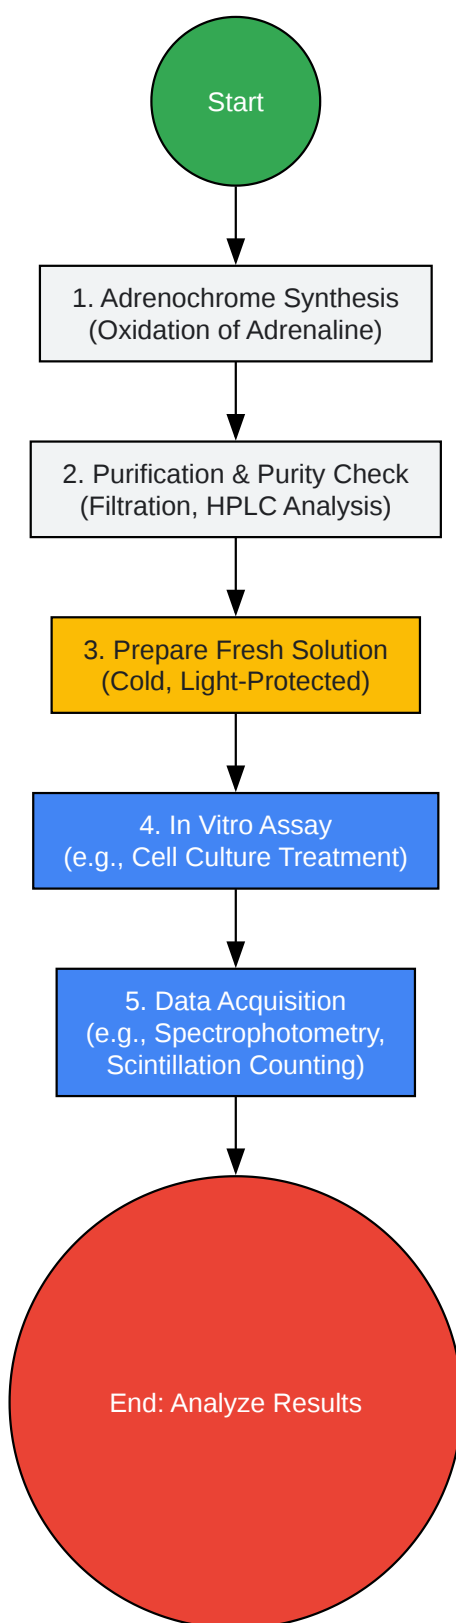 Start
1. Adrenochrome Synthesis
(Oxidation of Adrenaline)
2. Purification & Purity Check
(Filtration, HPLC Analysis)
3. Prepare Fresh Solution
(Cold, Light-Protected)
4. In Vitro Assay
(e.g., Cell Culture Treatment)
5. Data Acquisition
(e.g., Spectrophotometry,
Scintillation Counting)
End: Analyze Results